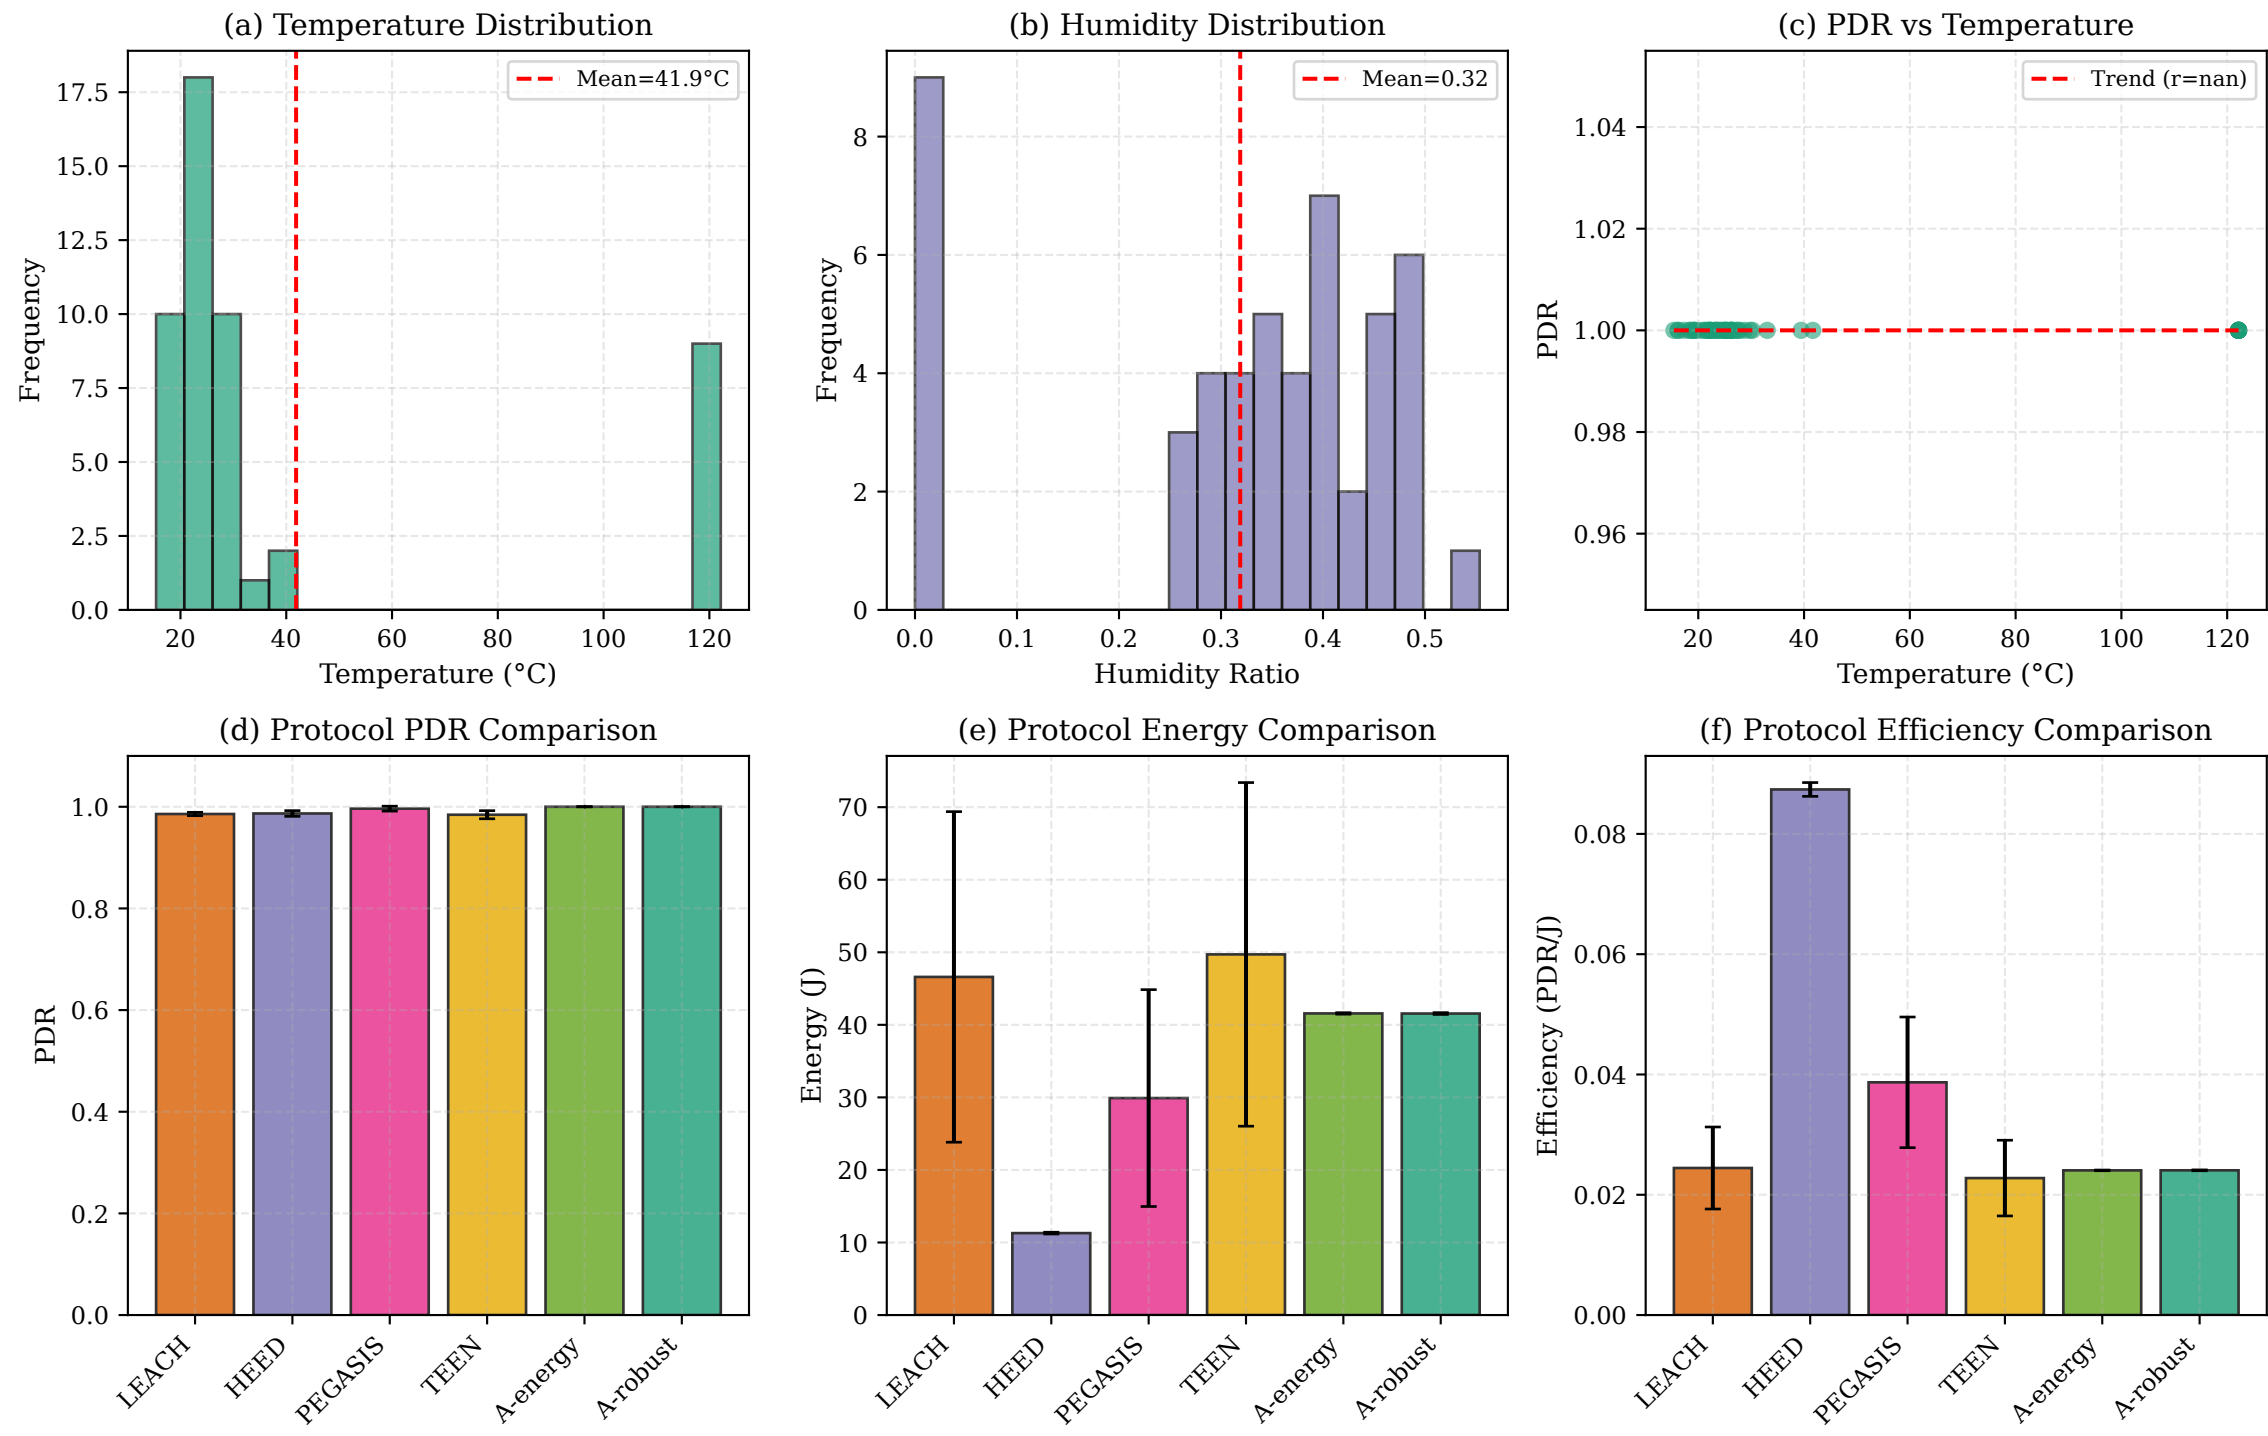 (a) Temperature Distribution
Mean=41.9°C
Frequency
17.5
15.0
12.5
10.0
7.5
5.0
2.5
0.0
20
40
60
80
100
120
Temperature (°C)
(b) Humidity Distribution
Mean=0.32
Frequency
8
6
4
2
0
0.0
0.1
0.2
0.3
0.4
0.5
Humidity Ratio
(c) PDR vs Temperature
Trend (r=nan)
PDR
1.04
1.02
1.00
0.98
0.96
20
40
60
80
100
120
Temperature (°C)
(d) Protocol PDR Comparison
PDR
1.0
0.8
0.6
0.4
0.2
0.0
LEACH
HEED
PEGASIS
TEEN
A-energy
A-robust
(e) Protocol Energy Comparison
Energy (J)
70
60
50
40
30
20
10
0
LEACH
HEED
PEGASIS
TEEN
A-energy
A-robust
(f) Protocol Efficiency Comparison
Efficiency (PDR/J)
0.08
0.06
0.04
0.02
0.00
LEACH
HEED
PEGASIS
TEEN
A-energy
A-robust